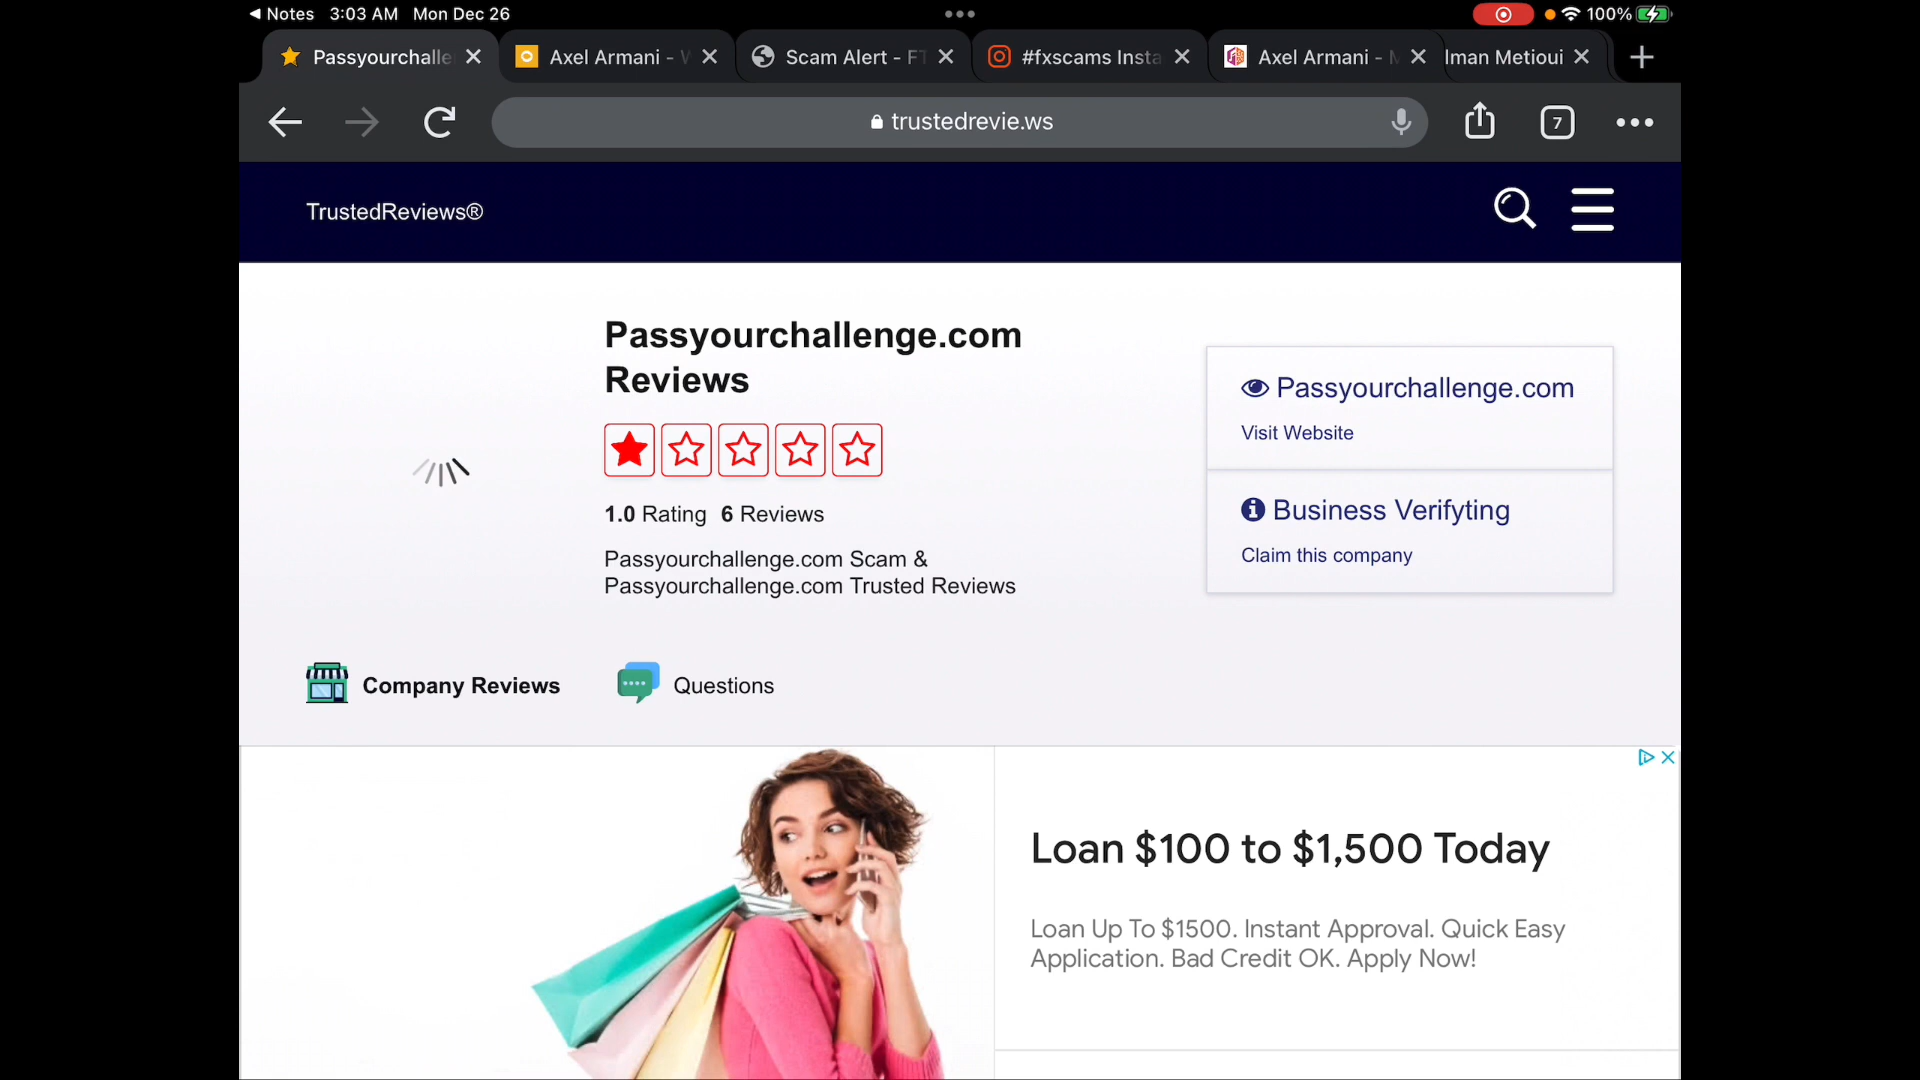 Notes 3:03 AM Mon Dec 26
100%
Passyourchalle
Axel Armani - W
Scam Alert - FT
#fxscams Insta
Axel Armani - M
Iman Metioui
trustedrevie.ws
7
TrustedReviews®
Passyourchallenge.com
Reviews
1.0 Rating 6 Reviews
Passyourchallenge.com Scam &
Passyourchallenge.com Trusted Reviews
Passyourchallenge.com
Visit Website
Business Verifyting
Claim this company
Company Reviews
Questions
Loan $100 to $1,500 Today
Loan Up To $1500. Instant Approval. Quick Easy
Application. Bad Credit OK. Apply Now!